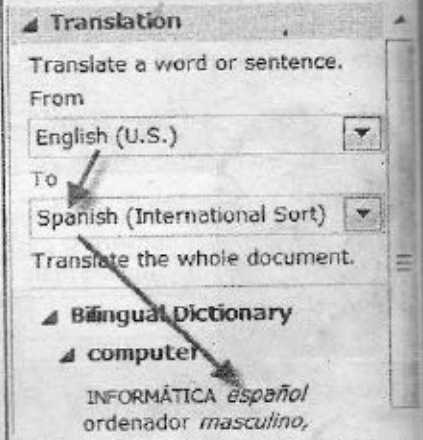 Translation
Translate a word or sentence.
From
English (U.S.)
To
Spanish (International Sort)
Translate the whole document.
Bilingual Dictionary
computer
INFORMÁTICA español
ordenador masculino,